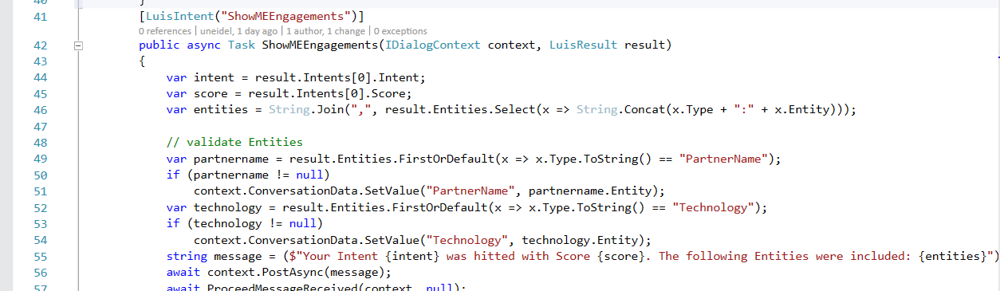 40 }
41 [LuisIntent("ShowMEEngagements")]
0 references | uneidel, 1 day ago | 1 author, 1 change | 0 exceptions
42 public async Task ShowMEEngagements(IDialogContext context, LuisResult result)
43 {
44 var intent = result.Intents[0].Intent;
45 var score = result.Intents[0].Score;
46 var entities = String.Join(",", result.Entities.Select(x => String.Concat(x.Type + ":" + x.Entity)));
47
48 // validate Entities
49 var partnername = result.Entities.FirstOrDefault(x => x.Type.ToString() == "PartnerName");
50 if (partnername != null)
51 context.ConversationData.SetValue("PartnerName", partnername.Entity);
52 var technology = result.Entities.FirstOrDefault(x => x.Type.ToString() == "Technology");
53 if (technology != null)
54 context.ConversationData.SetValue("Technology", technology.Entity);
55 string message = ($"Your Intent {intent} was hitted with Score {score}. The following Entities were included: {entities}")
56 await context.PostAsync(message);
57 await ProceedMessageReceived(context, null);